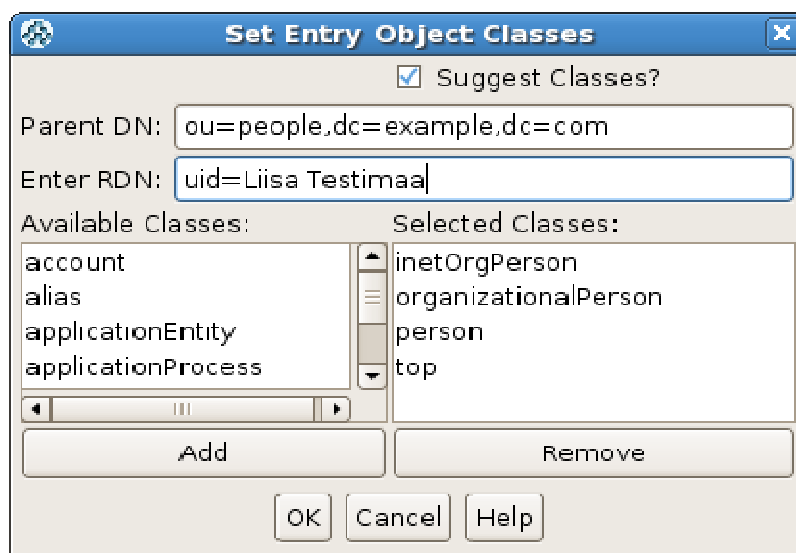 Set Entry Object Classes
Suggest Classes?
Parent DN: ou=people,dc=example,dc=com
Enter RDN: uid=Liisa Testimaa
Available Classes: Selected Classes:
account inetOrgPerson
alias organizationalPerson
applicationEntity person
applicationProcess top
Add Remove
OK Cancel Help